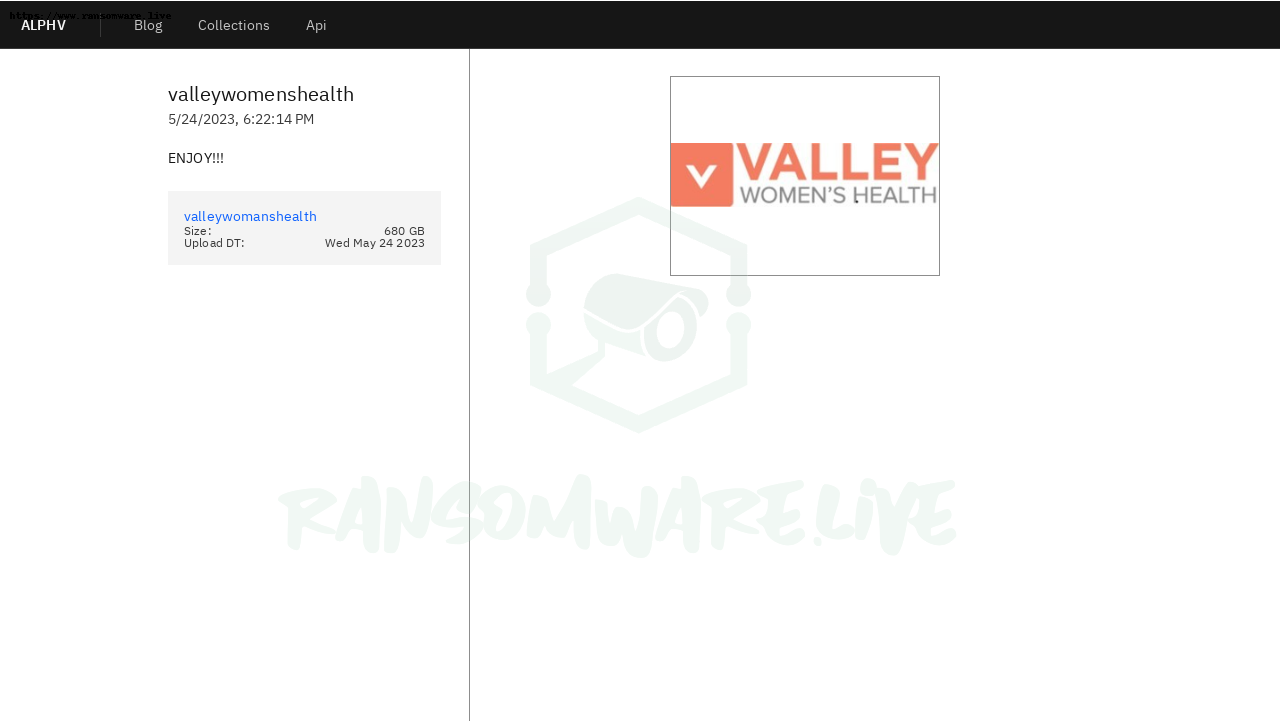 https://www.ransomware.live
ALPHV
Blog
Collections
Api
valleywomenshealth
5/24/2023, 6:22:14 PM
ENJOY!!!
valleywomanshealth
Size: 680 GB
Upload DT: Wed May 24 2023
VALLEY
WOMEN'S HEALTH
RANSOMWARE.LIVE